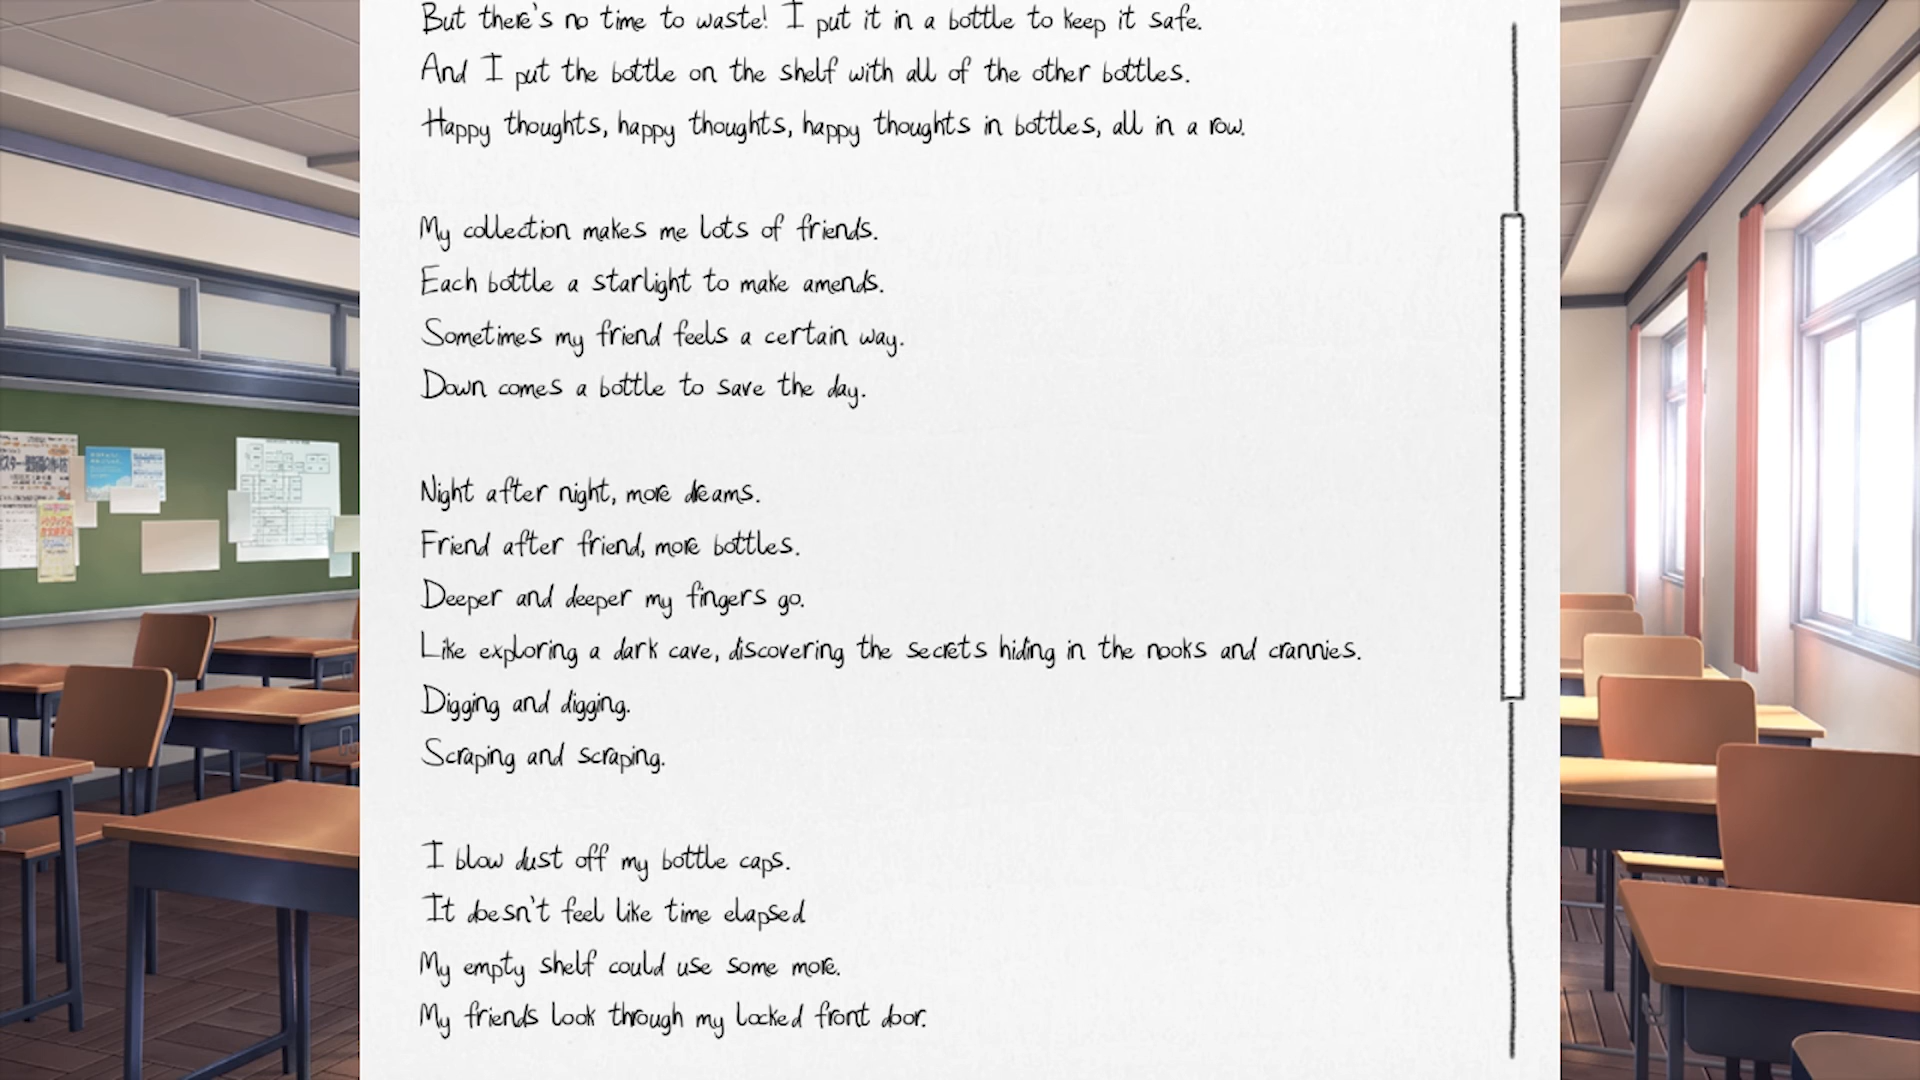 But there's no time to waste! I put it in a bottle to keep it safe.
And I put the bottle on the shelf with all of the other bottles.
Happy thoughts, happy thoughts, happy thoughts in bottles, all in a row.
My collection makes me lots of friends.
Each bottle a starlight to make amends.
Sometimes my friend feels a certain way.
Down comes a bottle to save the day.
Night after night, more dreams.
Friend after friend, more bottles.
Deeper and deeper my fingers go.
Like exploring a dark cave, discovering the secrets hiding in the nooks and crannies.
Digging and digging.
Scraping and scraping.
I blow dust off my bottle caps.
It doesn't feel like time elapsed
My empty shelf could use some more.
My friends look through my locked front door.